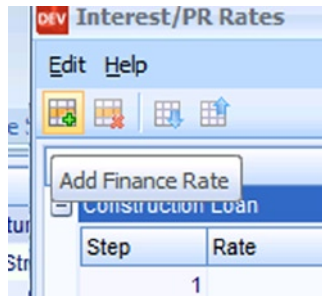 DEV Interest/PR Rates
Edit Help
Add Finance Rate
Construction Loan
Step Rate
1